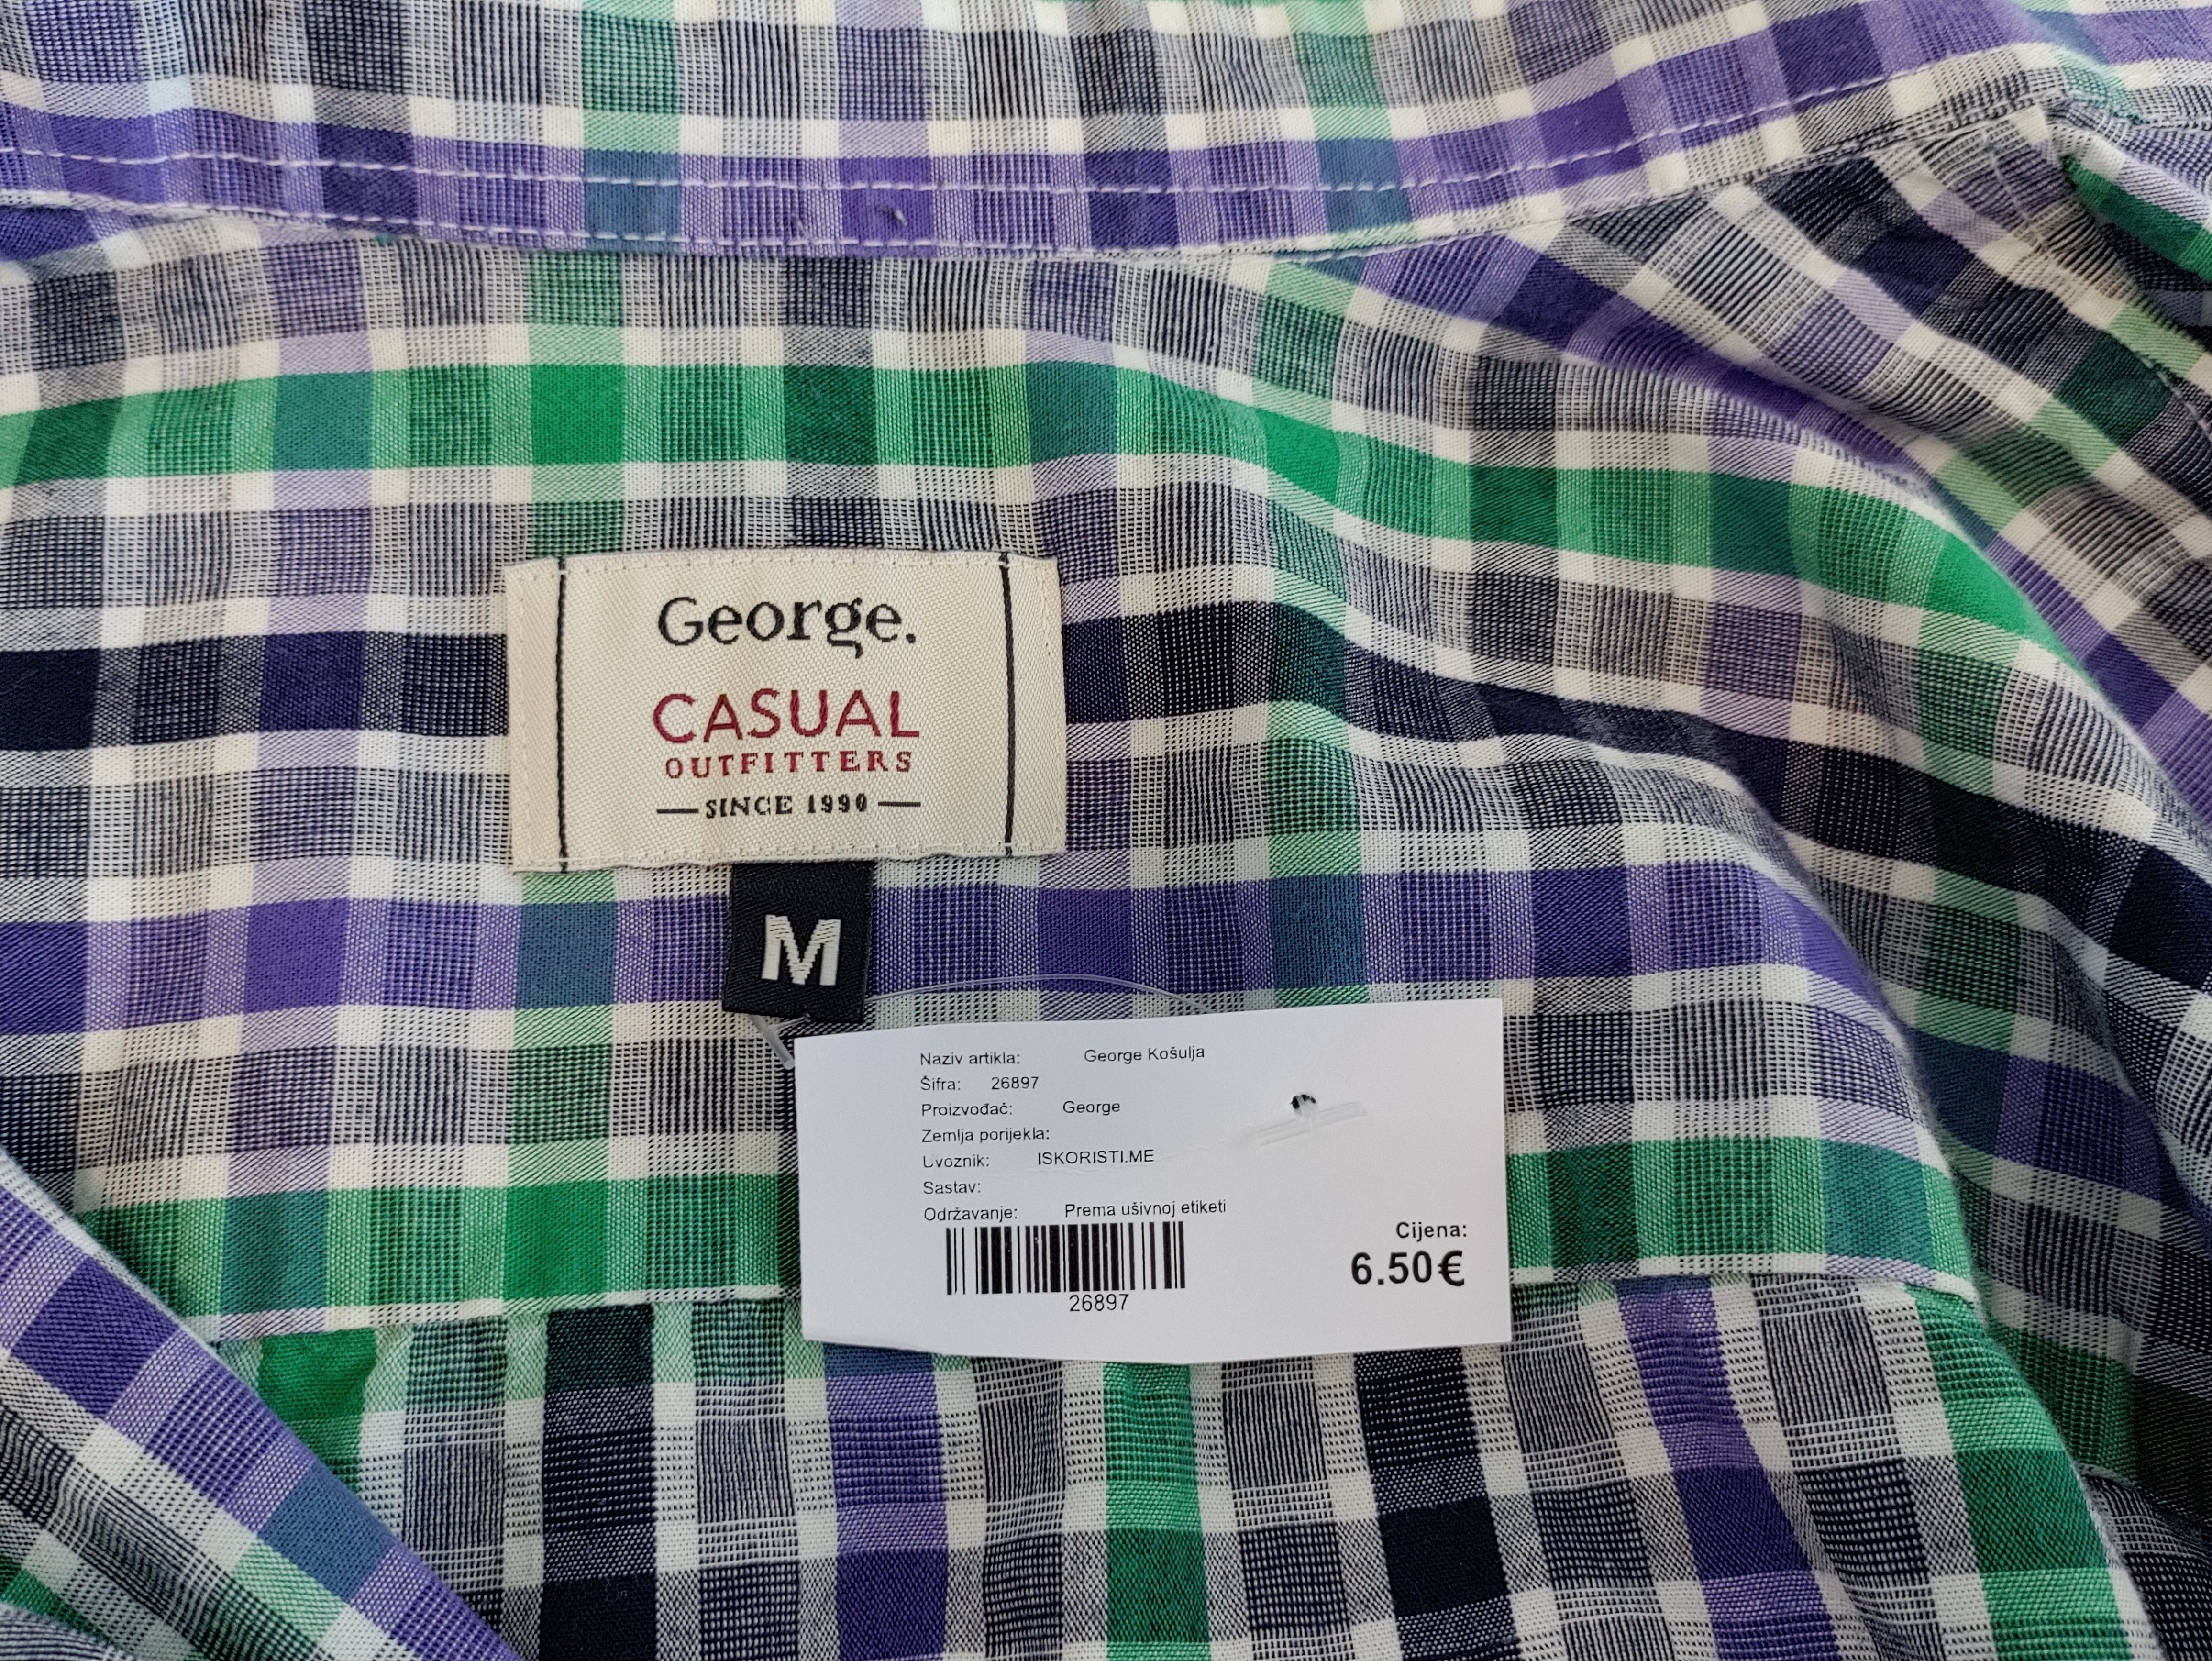 George.
CASUAL
OUTFITTERS
SINCE 1990
M
Naziv artikla: George Košulja
Šifra: 26897
Proizvođač: George
Zemlja porijekla:
Uvoznik: ISKORISTI.ME
Sastav:
Održavanje: Prema ušivnoj etiketi
26897
Cijena:
6.50€